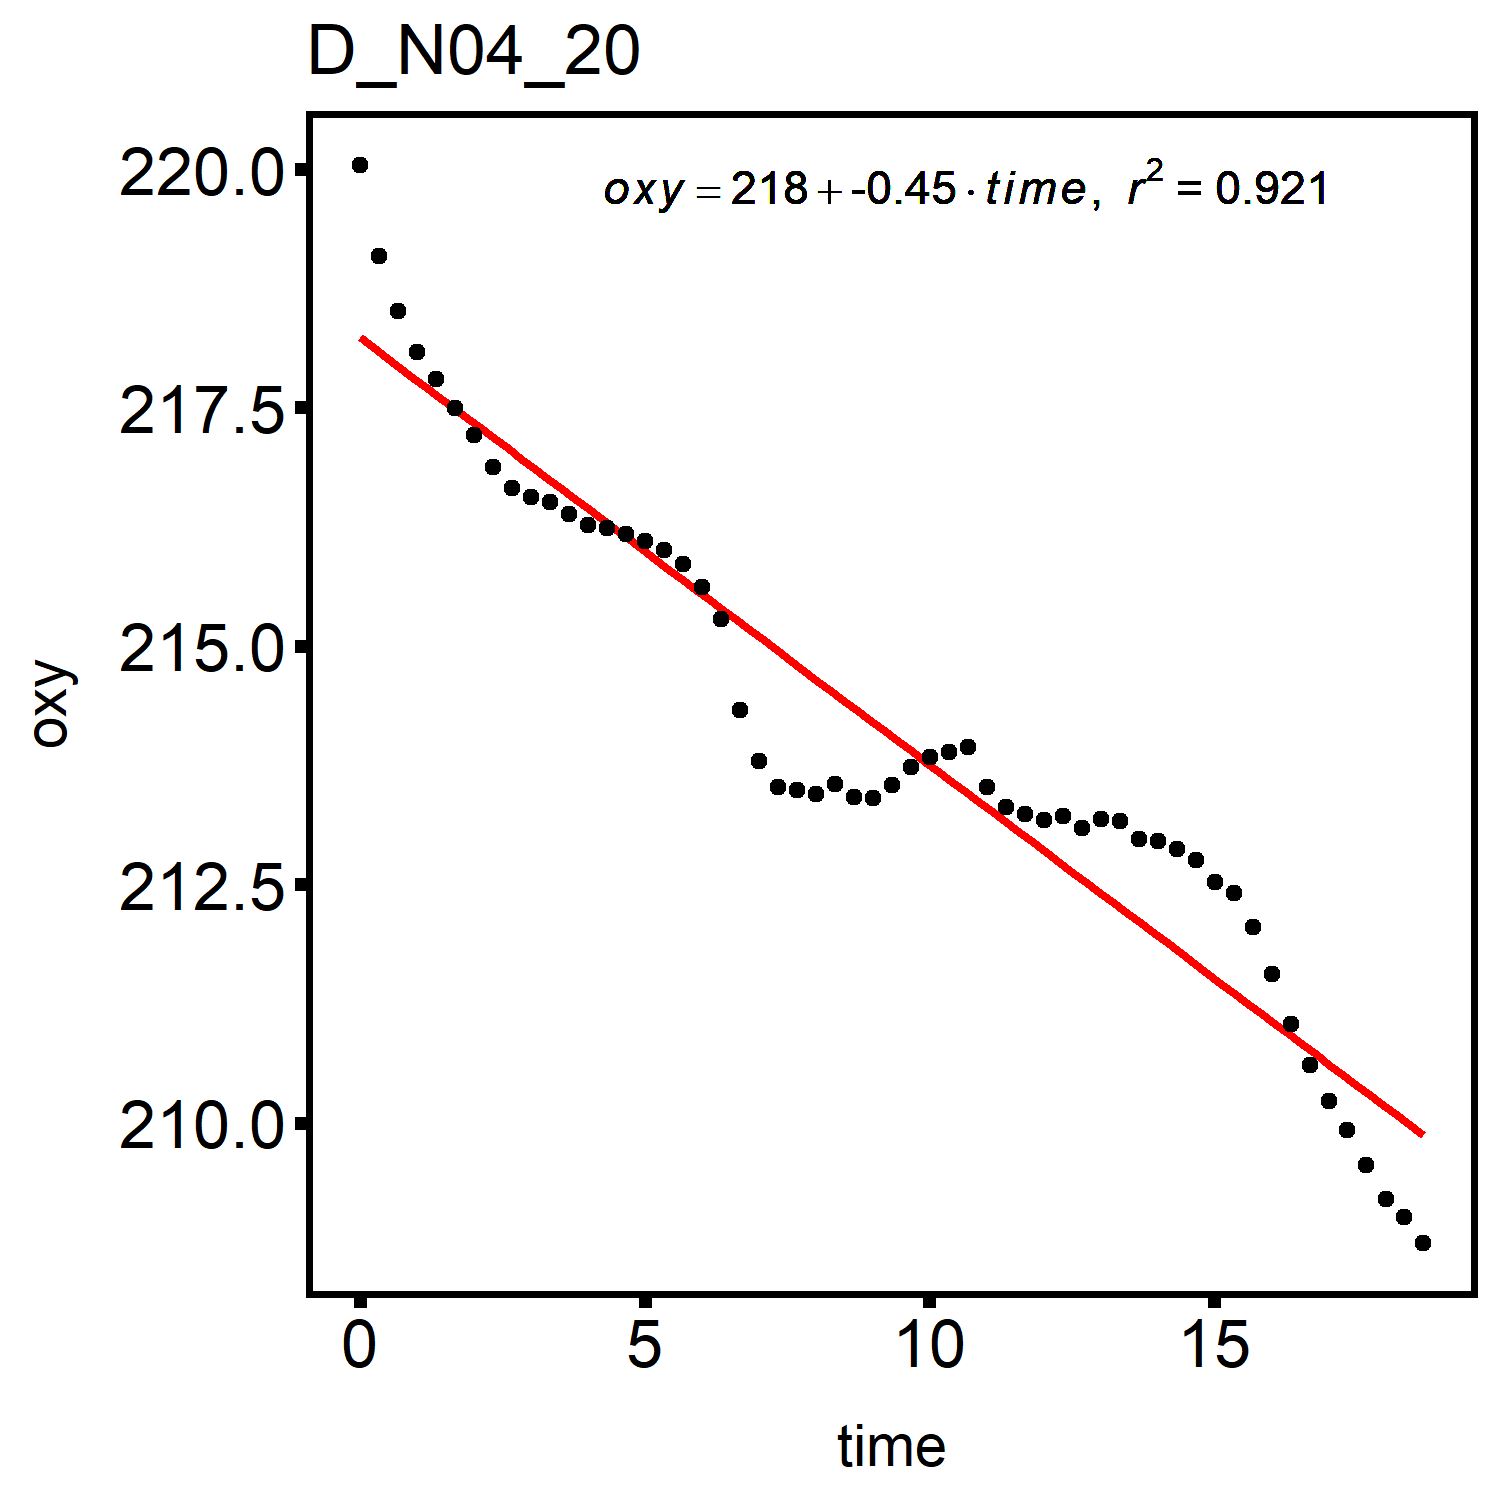 D_N04_20
oxy = 218 + -0.45 · time, r² = 0.921
220.0
217.5
215.0
212.5
210.0
oxy
0 5 10 15
time